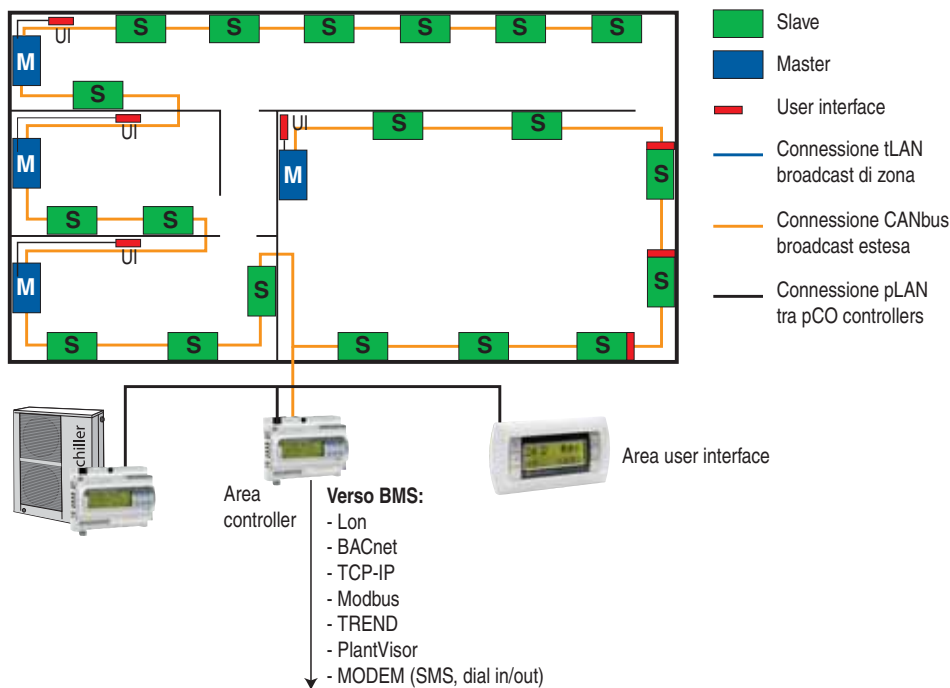 UI
S
S
S
S
S
S
Slave
M
Master
S
User interface
UI
UI
S
S
M
M
S
Connessione tLAN
broadcast di zona
S
S
Connessione CANbus
broadcast estesa
UI
M
S
S
Connessione pLAN
tra pCO controllers
S
S
S
S
S
chiller
Area user interface
Area
controller
Verso BMS:
- Lon
- BACnet
- TCP-IP
- Modbus
- TREND
- PlantVisor
- MODEM (SMS, dial in/out)